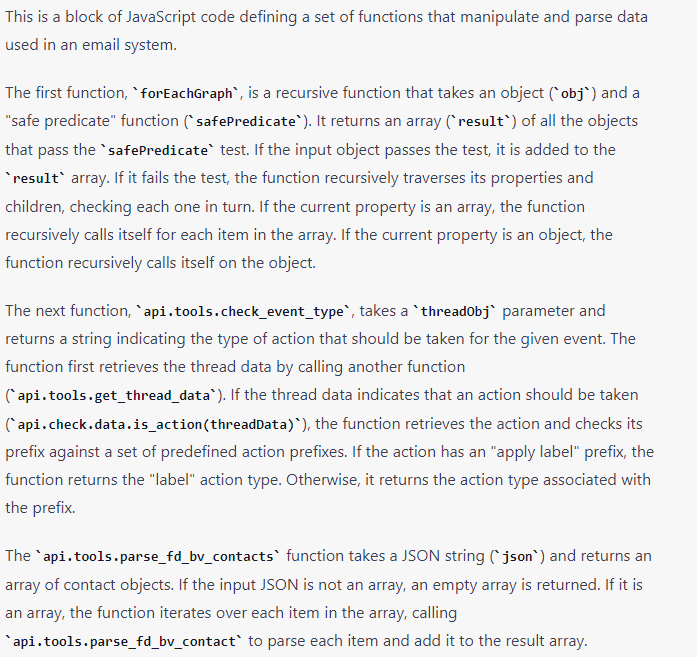 This is a block of JavaScript code defining a set of functions that manipulate and parse data
used in an email system.
The first function, `forEachGraph`, is a recursive function that takes an object (`obj`) and a
"safe predicate" function (`safePredicate`). It returns an array (`result`) of all the objects
that pass the `safePredicate` test. If the input object passes the test, it is added to the
`result` array. If it fails the test, the function recursively traverses its properties and
children, checking each one in turn. If the current property is an array, the function
recursively calls itself for each item in the array. If the current property is an object, the
function recursively calls itself on the object.
The next function, `api.tools.check_event_type`, takes a `threadObj` parameter and
returns a string indicating the type of action that should be taken for the given event. The
function first retrieves the thread data by calling another function
(`api.tools.get_thread_data`). If the thread data indicates that an action should be taken
(`api.check.data.is_action(threadData)`), the function retrieves the action and checks its
prefix against a set of predefined action prefixes. If the action has an "apply label" prefix, the
function returns the "label" action type. Otherwise, it returns the action type associated with
the prefix.
The `api.tools.parse_fd_bv_contacts` function takes a JSON string (`json`) and returns an
array of contact objects. If the input JSON is not an array, an empty array is returned. If it is
an array, the function iterates over each item in the array, calling
`api.tools.parse_fd_bv_contact` to parse each item and add it to the result array.